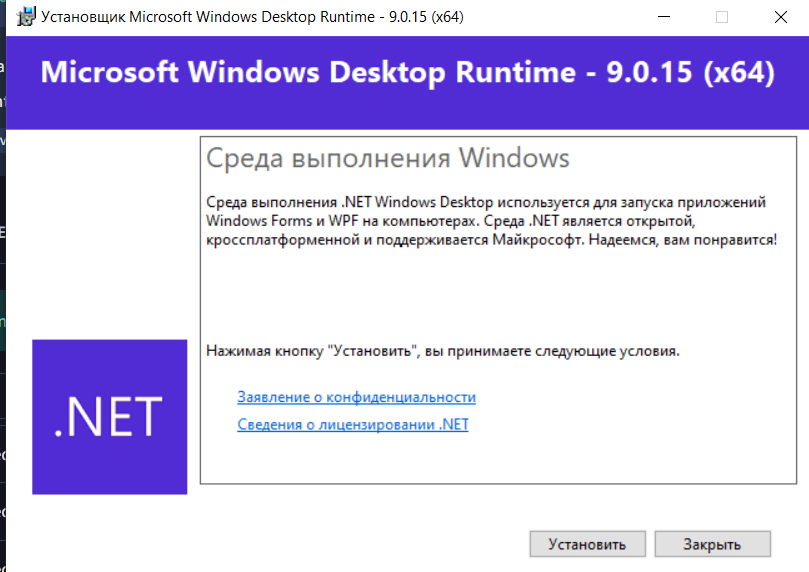 Установщик Microsoft Windows Desktop Runtime - 9.0.15 (x64)
Microsoft Windows Desktop Runtime - 9.0.15 (x64)
Среда выполнения Windows
Среда выполнения .NET Windows Desktop используется для запуска приложений
Windows Forms и WPF на компьютерах. Среда .NET является открытой,
кроссплатформенной и поддерживается Майкрософт. Надеемся, вам понравится!
Нажимая кнопку "Установить", вы принимаете следующие условия.
Заявление о конфиденциальности
Сведения о лицензировании .NET
.NET
Установить
Закрыть